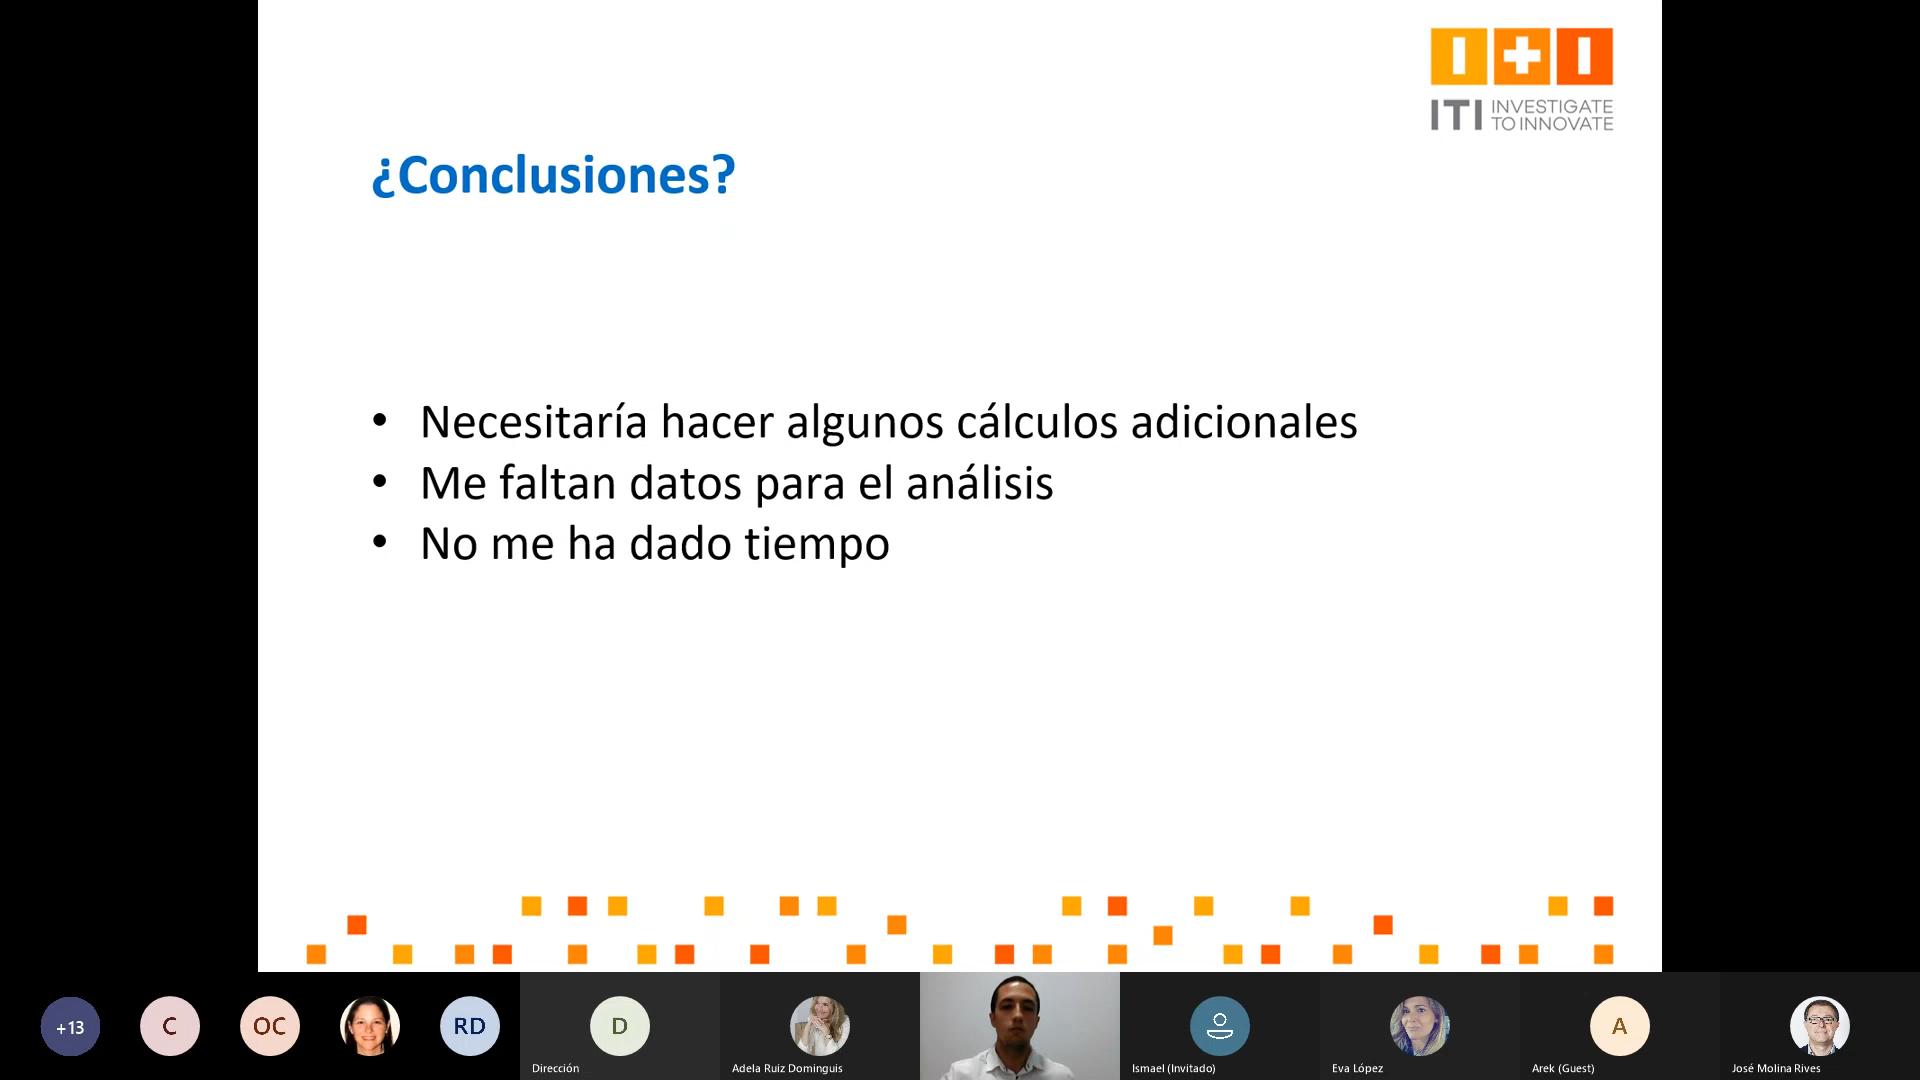 I + I
ITI INVESTIGATE
TO INNOVATE
¿Conclusiones?
• Necesitaría hacer algunos cálculos adicionales
• Me faltan datos para el análisis
• No me ha dado tiempo
+13
C
OC
RD
D
A
Dirección
Adela Ruiz Dominguis
Ismael (Invitado)
Eva López
Arek (Guest)
José Molina Rives